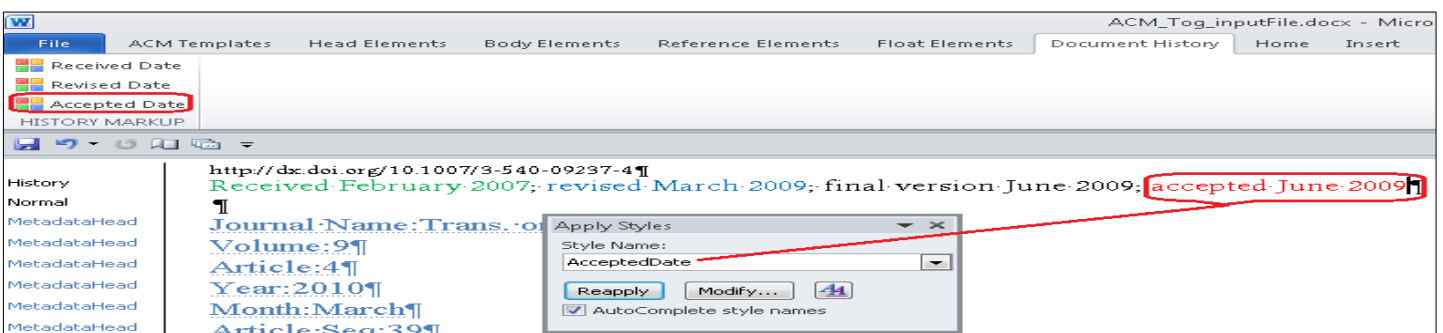 W ACM_Tog_inputFile.docx - Micro
File ACM Templates Head Elements Body Elements Reference Elements Float Elements Document History Home Insert
Received Date
Revised Date
Accepted Date
HISTORY MARKUP
http://dx.doi.org/10.1007/3-540-09237-4¶
History Received·February·2007;·revised·March·2009;·final·version·June·2009;·accepted·June·2009¶
Normal ¶
MetadataHead Journal·Name:Trans.·o
MetadataHead Volume:9¶
MetadataHead Article:4¶
MetadataHead Year:2010¶
MetadataHead Month:March¶
MetadataHead Article·Seq:39¶
Apply Styles
Style Name:
AcceptedDate
Reapply Modify...
AutoComplete style names